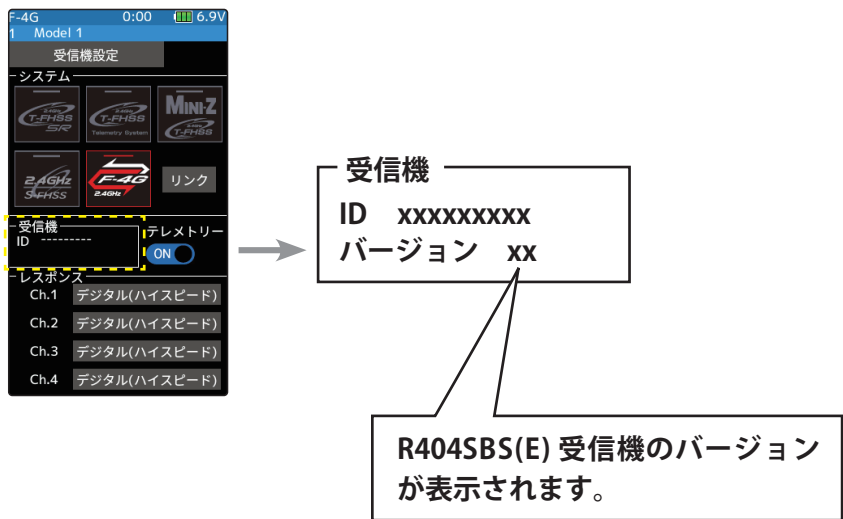 F-4G 0:00 6.9V
1 Model 1
受信機設定
システム
2.4GHz
T-FHSS
SR
2.4GHz
T-FHSS
Telemetry System
MINI-Z
2.4GHz
T-FHSS
2.4GHz
S-FHSS
F-4G
2.4GHz
リンク
受信機
ID ---------
テレメトリー
ON
レスポンス
Ch.1 デジタル(ハイスピード)
Ch.2 デジタル(ハイスピード)
Ch.3 デジタル(ハイスピード)
Ch.4 デジタル(ハイスピード)
受信機
ID xxxxxxxxx
バージョン xx
R404SBS(E) 受信機のバージョン
が表示されます。